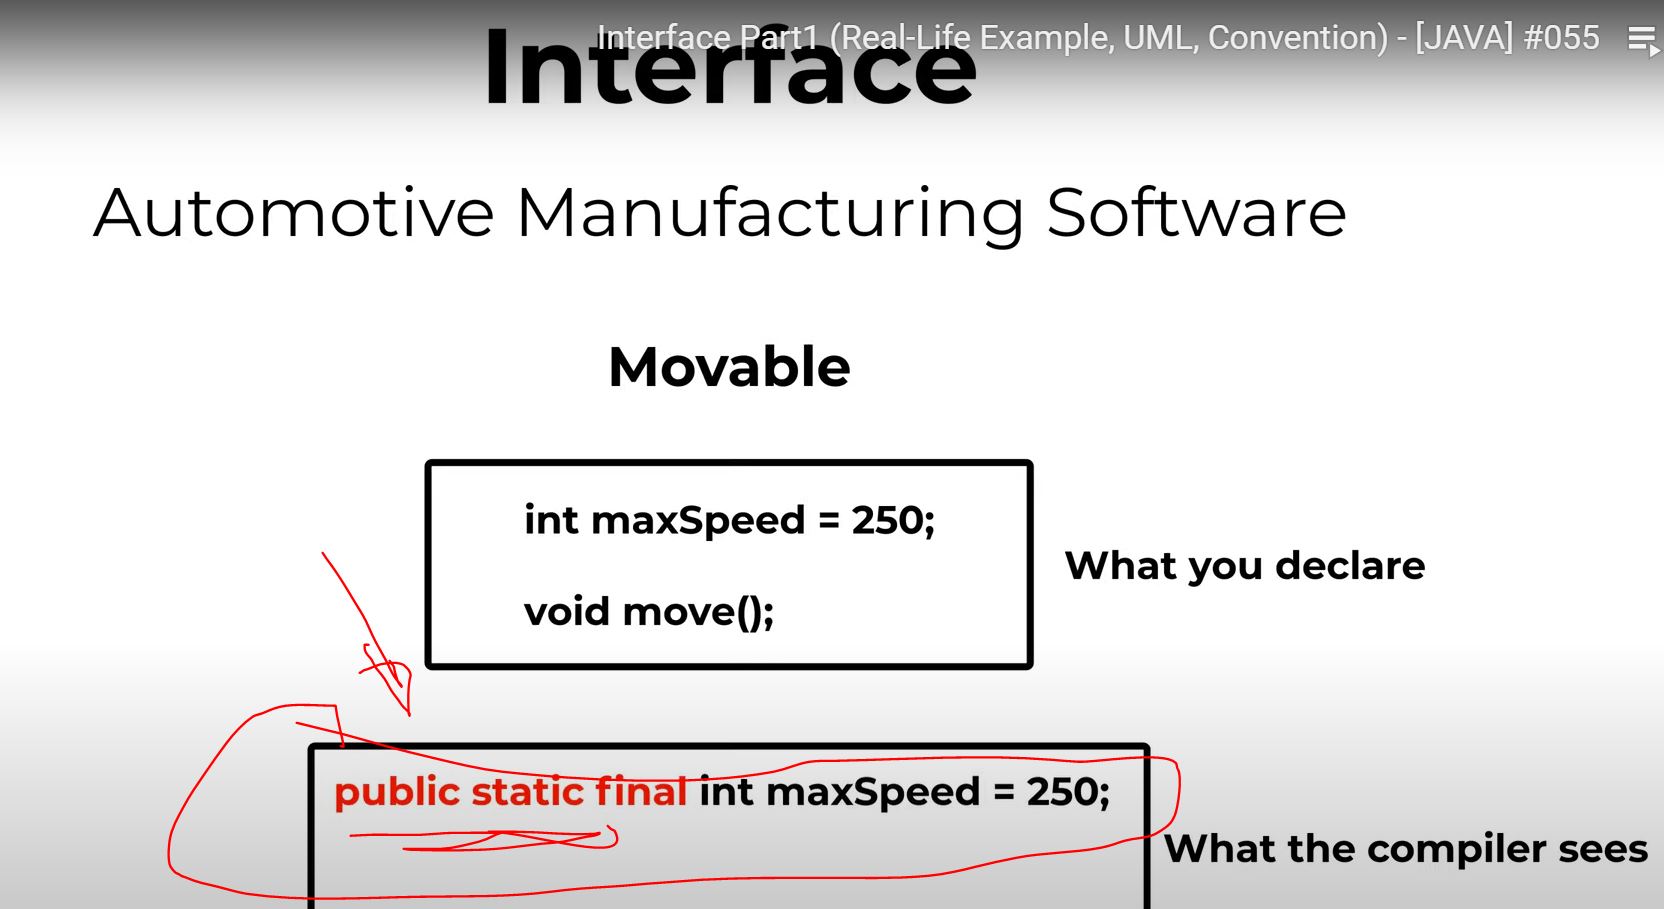 Interface Part1 (Real-Life Example, UML, Convention) - [JAVA] #055
Interface
Automotive Manufacturing Software
Movable
int maxSpeed = 250;
void move();
What you declare
public static final int maxSpeed = 250;
What the compiler sees